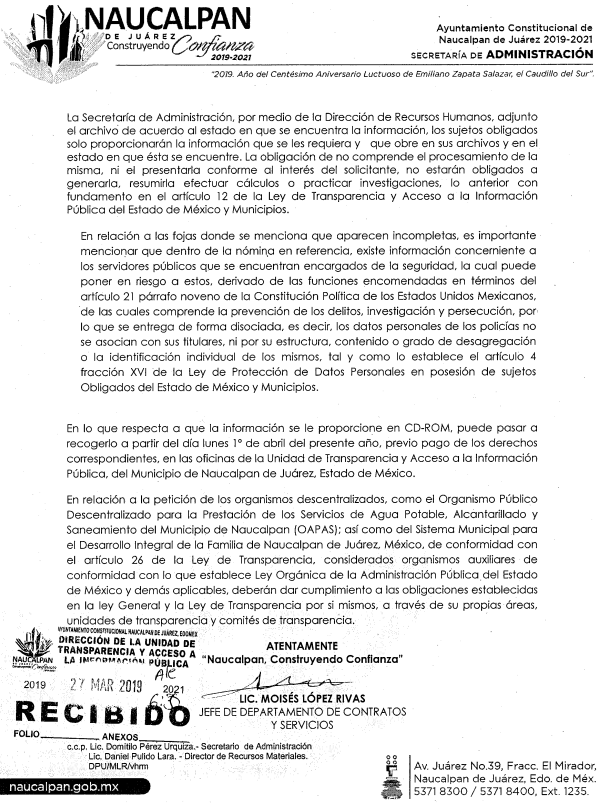 NAUCALPAN
DE JUÁREZ
Construyendo Confianza
2019-2021
Ayuntamiento Constitucional de
Naucalpan de Juárez 2019-2021
SECRETARÍA DE ADMINISTRACIÓN
"2019. Año del Centésimo Aniversario Luctuoso de Emiliano Zapata Salazar, el Caudillo del Sur".
La Secretaría de Administración, por medio de la Dirección de Recursos Humanos, adjunto
el archivo de acuerdo al estado en que se encuentra la información, los sujetos obligados
solo proporcionarán la información que se les requiera y que obre en sus archivos y en el
estado en que ésta se encuentre. La obligación de no comprende el procesamiento de la
misma, ni el presentarla conforme al interés del solicitante, no estarán obligados a
generarla, resumirla efectuar cálculos o practicar investigaciones, lo anterior con
fundamento en el artículo 12 de la Ley de Transparencia y Acceso a la Información
Pública del Estado de México y Municipios.
En relación a las fojas donde se menciona que aparecen incompletas, es importante
mencionar que dentro de la nómina en referencia, existe información concerniente a
los servidores públicos que se encuentran encargados de la seguridad, la cual puede
poner en riesgo a estos, derivado de las funciones encomendadas en términos del
artículo 21 párrafo noveno de la Constitución Política de los Estados Unidos Mexicanos,
de las cuales comprende la prevención de los delitos, investigación y persecución, por
lo que se entrega de forma disociada, es decir, los datos personales de los policías no
se asocian con sus titulares, ni por su estructura, contenido o grado de desagregación
o la identificación individual de los mismos, tal y como lo establece el artículo 4
fracción XVI de la Ley de Protección de Datos Personales en posesión de sujetos
Obligados del Estado de México y Municipios.
En lo que respecta a que la información se le proporcione en CD-ROM, puede pasar a
recogerlo a partir del día lunes 1º de abril del presente año, previo pago de los derechos
correspondientes, en las oficinas de la Unidad de Transparencia y Acceso a la Información
Pública, del Municipio de Naucalpan de Juárez, Estado de México.
En relación a la petición de los organismos descentralizados, como el Organismo Público
Descentralizado para la Prestación de los Servicios de Agua Potable, Alcantarillado y
Saneamiento del Municipio de Naucalpan (OAPAS); así como del Sistema Municipal para
el Desarrollo Integral de la Familia de Naucalpan de Juárez, México, de conformidad con
el artículo 26 de la Ley de Transparencia, considerados organismos auxiliares de
conformidad con lo que establece Ley Orgánica de la Administración Pública del Estado
de México y demás aplicables, deberán dar cumplimiento a las obligaciones establecidas
en la ley General y la Ley de Transparencia por si mismos, a través de su propias áreas,
unidades de transparencia y comités de transparencia.
AYUNTAMIENTO CONSTITUCIONAL NAUCALPAN DE JUÁREZ, EDOMEX
DIRECCIÓN DE LA UNIDAD DE
TRANSPARENCIA Y ACCESO A
LA INFORMACIÓN PÚBLICA
NAUCALPAN
2019 27 MAR 2019 2021
RECIBIDO
FOLIO ANEXOS
ATENTAMENTE
"Naucalpan, Construyendo Confianza"
LIC. MOISÉS LÓPEZ RIVAS
JEFE DE DEPARTAMENTO DE CONTRATOS
Y SERVICIOS
c.c.p. Lic. Domitilo Pérez Urquiza.- Secretario de Administración
Lic. Daniel Pulido Lara. - Director de Recursos Materiales.
DPU/MLR/vhm
naucalpan.gob.mx
Av. Juárez No.39, Fracc. El Mirador,
Naucalpan de Juárez, Edo. de Méx.
5371 8300 / 5371 8400, Ext. 1235.